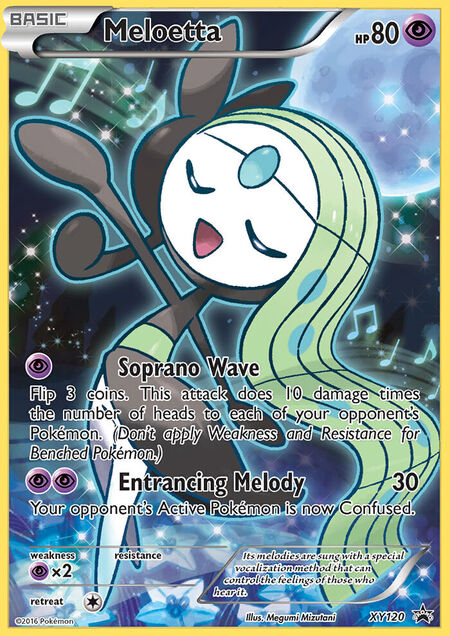 BASIC
Meloetta
HP80
Soprano Wave
Flip 3 coins. This attack does 10 damage times
the number of heads to each of your opponent's
Pokémon. (Don't apply Weakness and Resistance for
Benched Pokémon.)
Entrancing Melody 30
Your opponent's Active Pokémon is now Confused.
weakness resistance
×2
retreat
Its melodies are sung with a special
vocalization method that can
control the feelings of those who
hear it.
©2016 Pokémon
Illus. Megumi Mizutani
XY120
PROMO